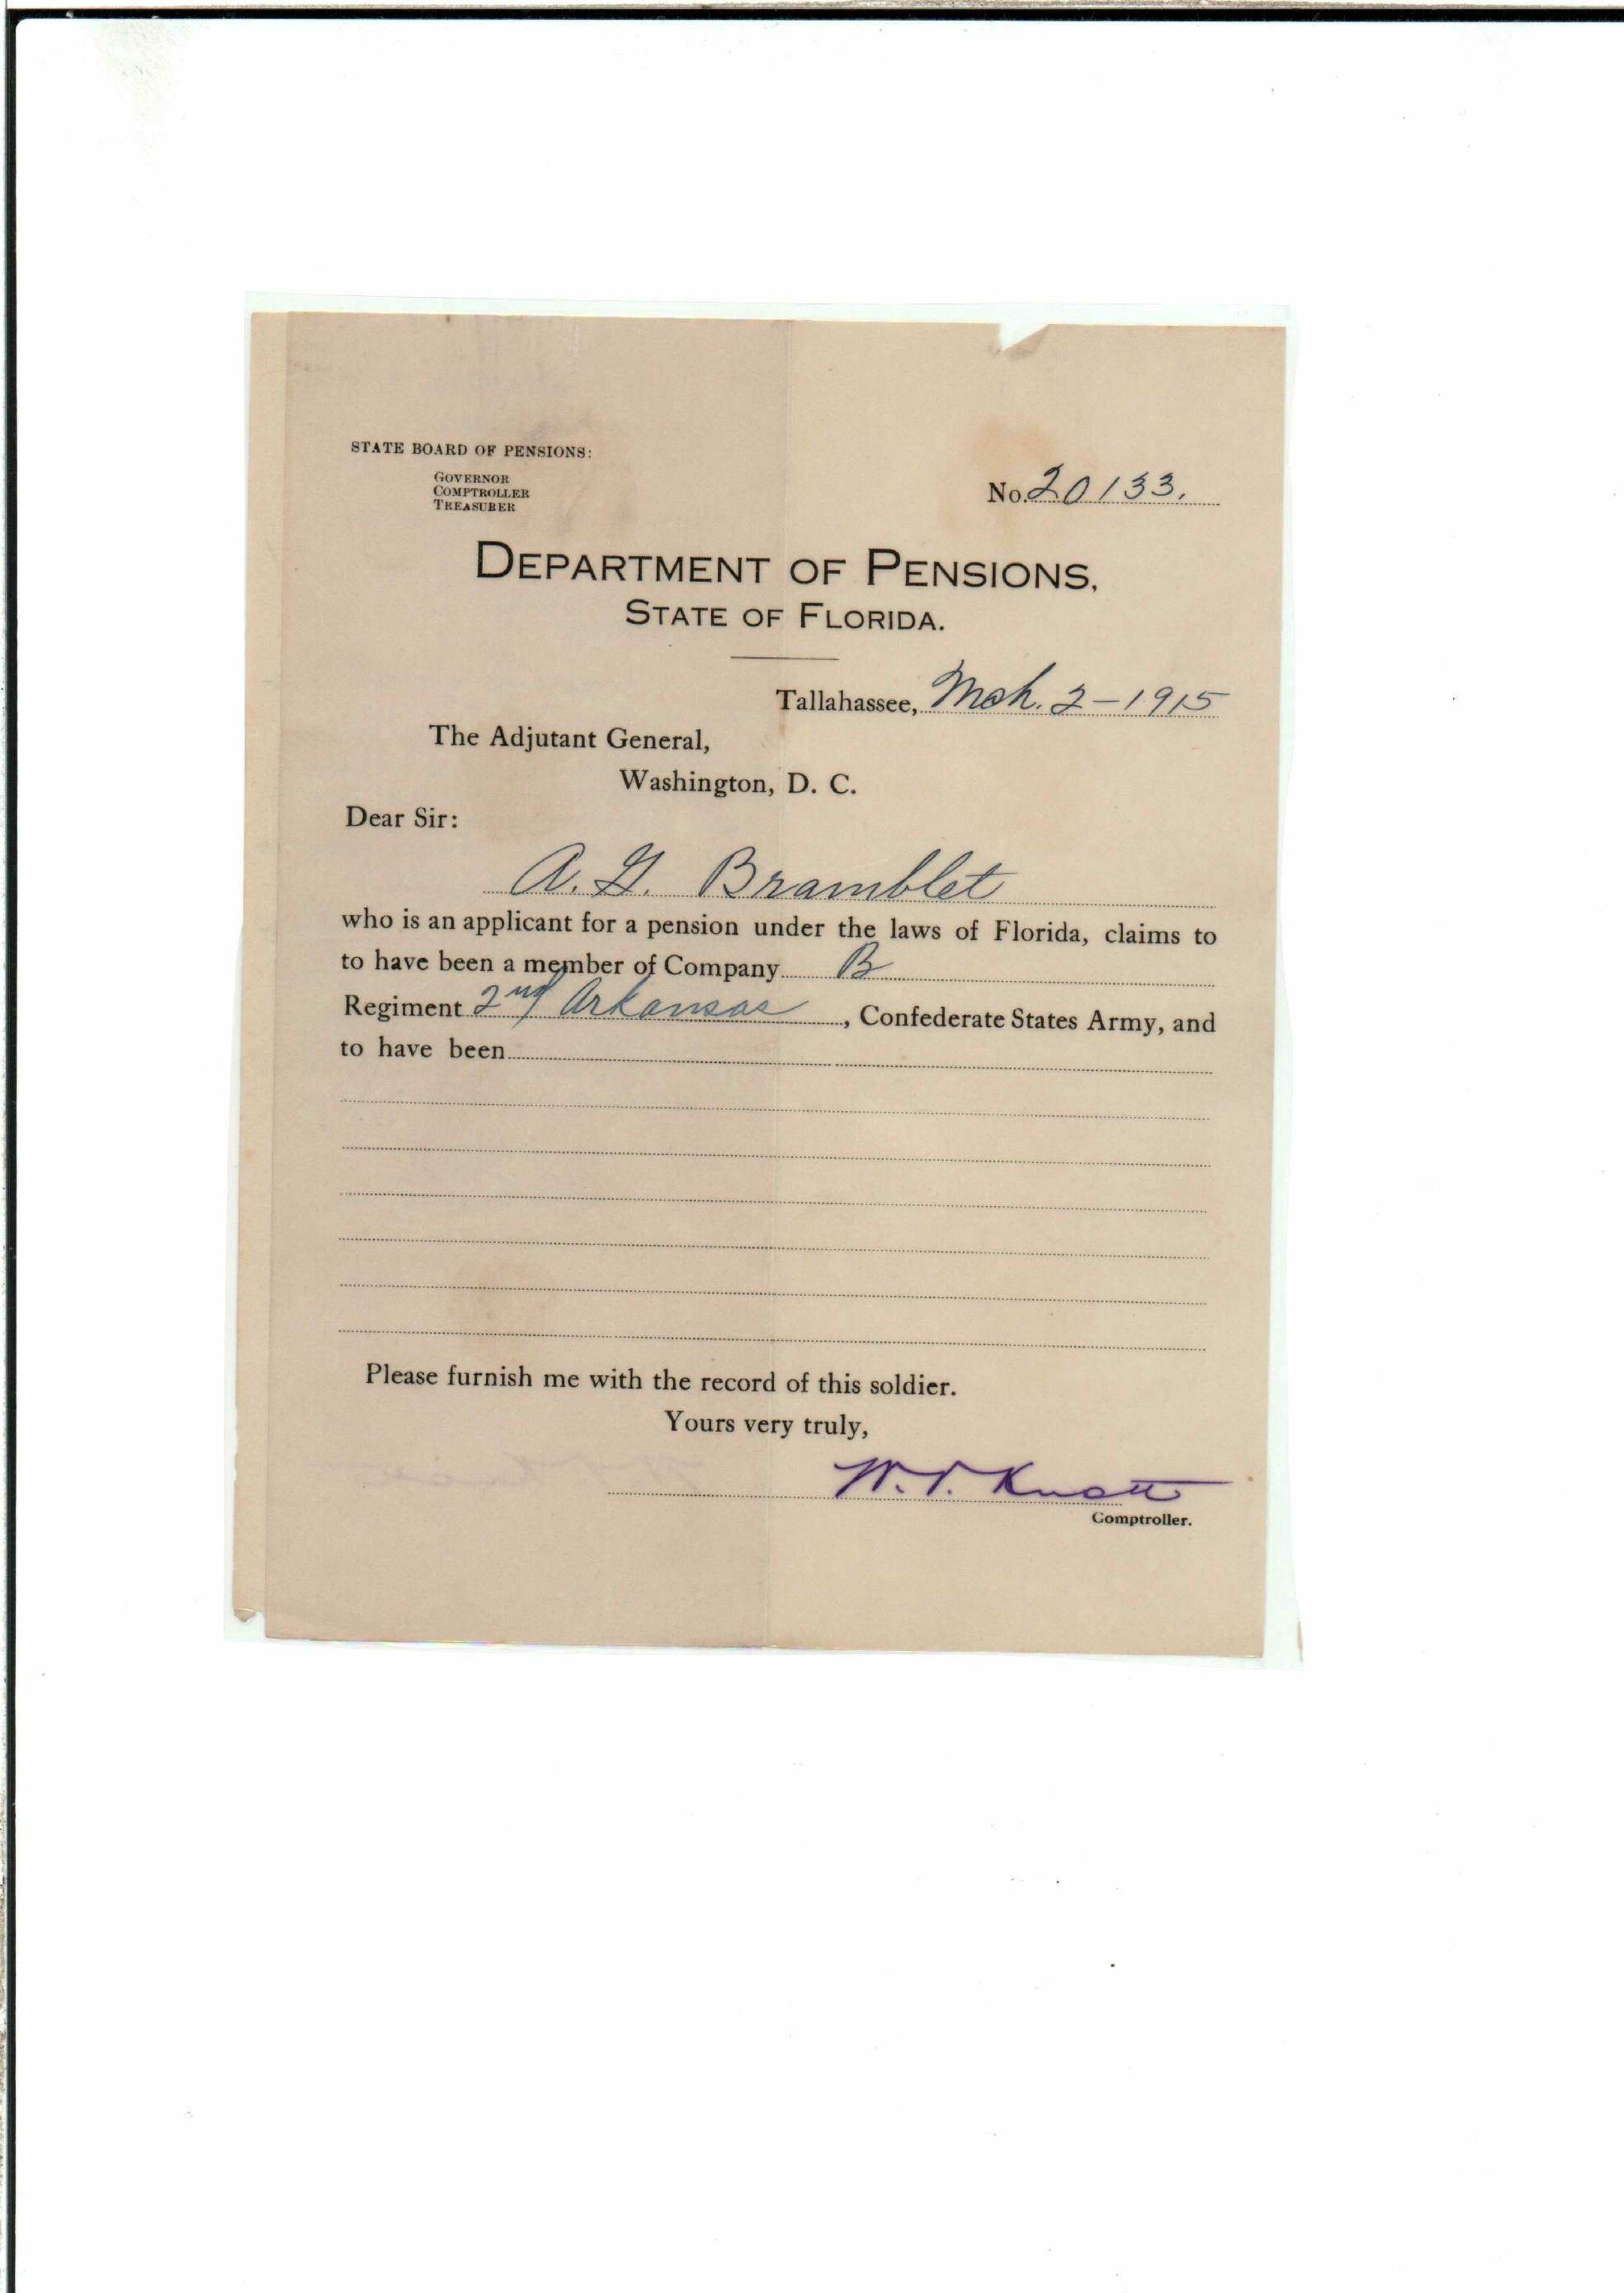 STATE BOARD OF PENSIONS:
GOVERNOR
COMPTROLLER
TREASURER
No. 20133.
DEPARTMENT OF PENSIONS,
STATE OF FLORIDA.
Tallahassee, Mch. 2-1915
The Adjutant General,
Washington, D. C.
Dear Sir:
A. G. Bramblet
who is an applicant for a pension under the laws of Florida, claims to
to have been a member of Company B
Regiment 2nd Arkansas, Confederate States Army, and
to have been
Please furnish me with the record of this soldier.
Yours very truly,
W. V. Knott
Comptroller.